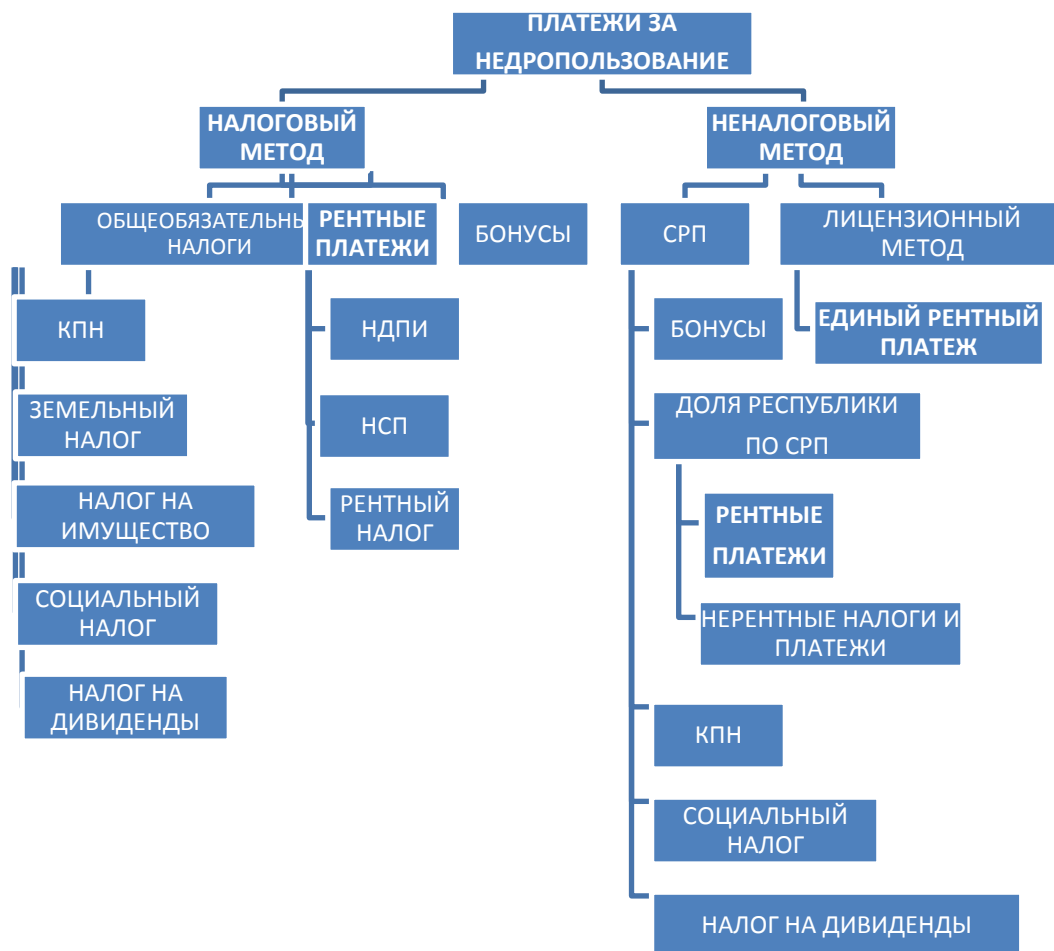 ПЛАТЕЖИ ЗА
НЕДРОПОЛЬЗОВАНИЕ
НАЛОГОВЫЙ
МЕТОД
НЕНАЛОГОВЫЙ
МЕТОД
ОБЩЕОБЯЗАТЕЛЬНЫ
НАЛОГИ
РЕНТНЫЕ
ПЛАТЕЖИ
БОНУСЫ
СРП
ЛИЦЕНЗИОННЫЙ
МЕТОД
КПН
ЗЕМЕЛЬНЫЙ
НАЛОГ
НАЛОГ НА
ИМУЩЕСТВО
СОЦИАЛЬНЫЙ
НАЛОГ
НАЛОГ НА
ДИВИДЕНДЫ
НДПИ
НСП
РЕНТНЫЙ
НАЛОГ
БОНУСЫ
ДОЛЯ РЕСПУБЛИКИ
ПО СРП
РЕНТНЫЕ
ПЛАТЕЖИ
НЕРЕНТНЫЕ НАЛОГИ И
ПЛАТЕЖИ
КПН
СОЦИАЛЬНЫЙ
НАЛОГ
НАЛОГ НА ДИВИДЕНДЫ
ЕДИНЫЙ РЕНТНЫЙ
ПЛАТЕЖ